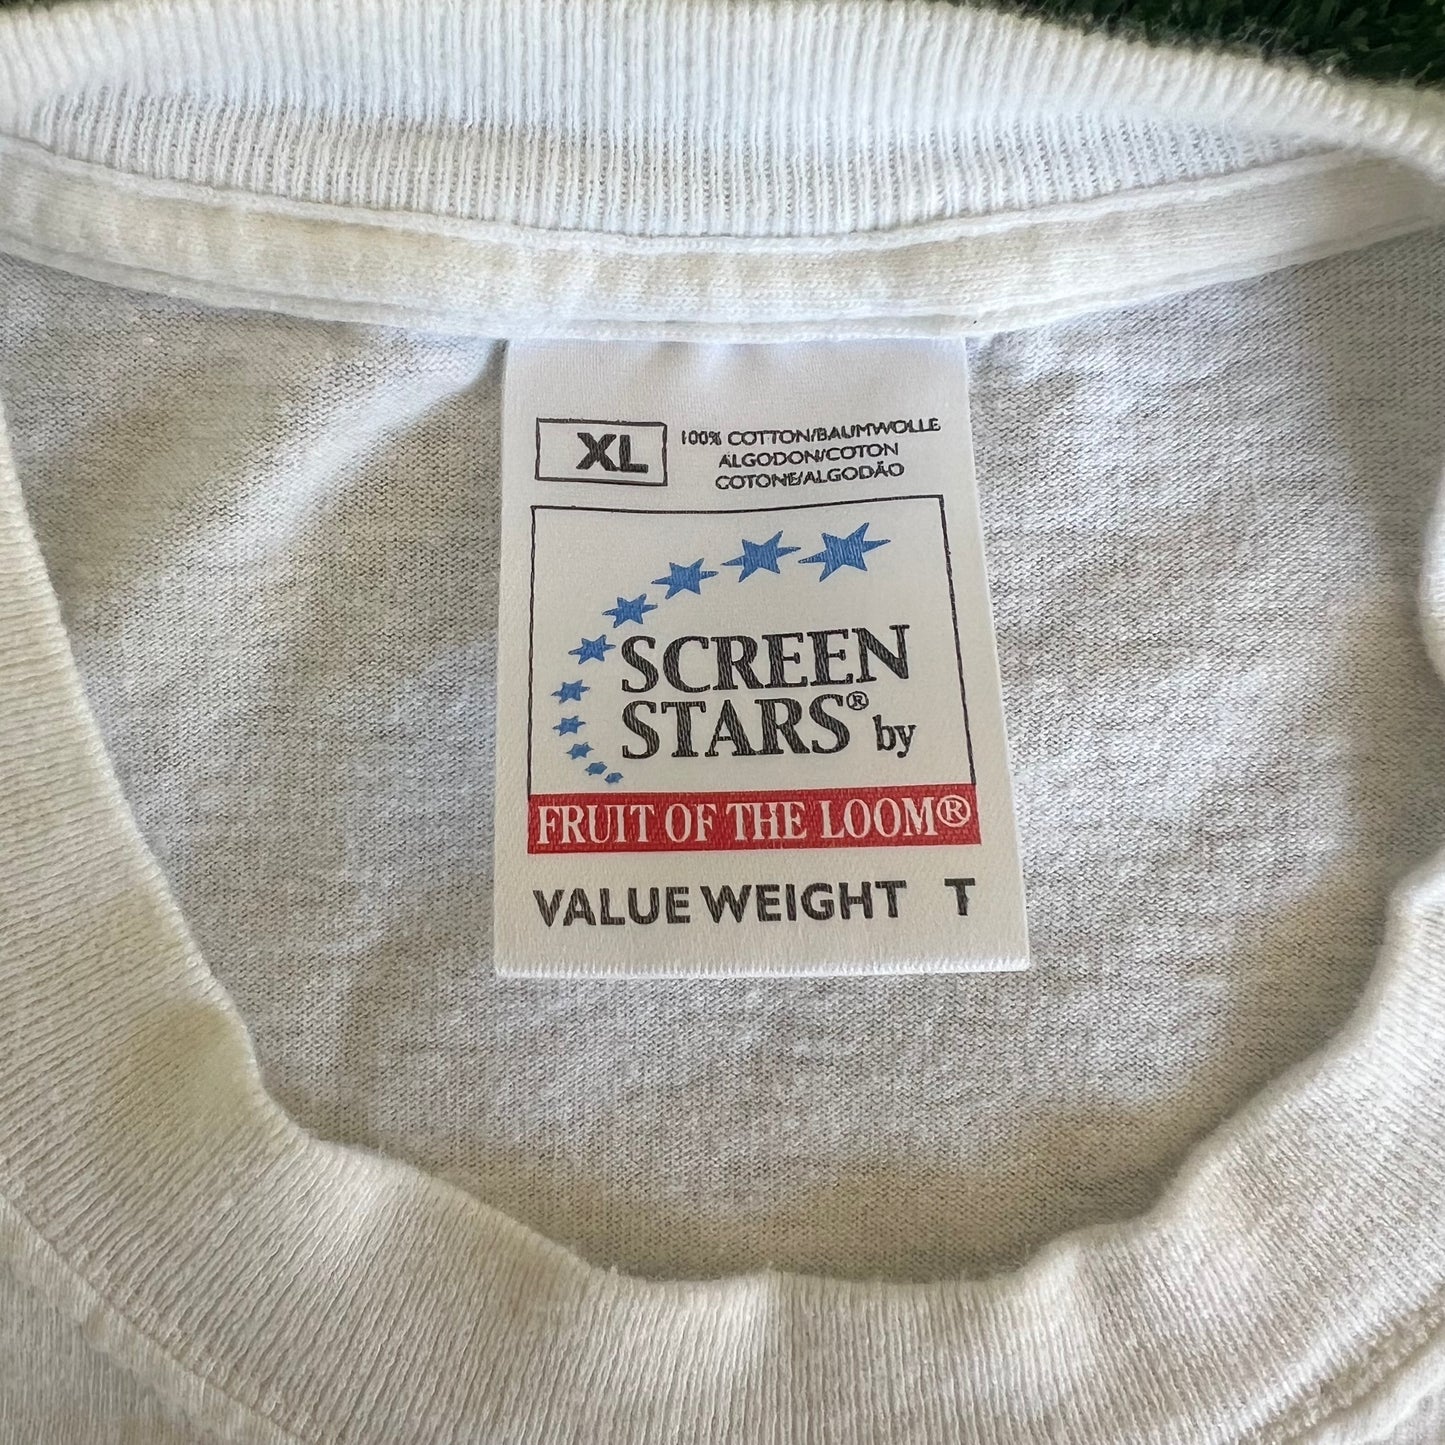 XL
100% COTTON/BAUMWOLLE
ALGODON/COTON
COTONE/ALGODÃO
SCREEN
STARS® by
FRUIT OF THE LOOM®
VALUE WEIGHT T